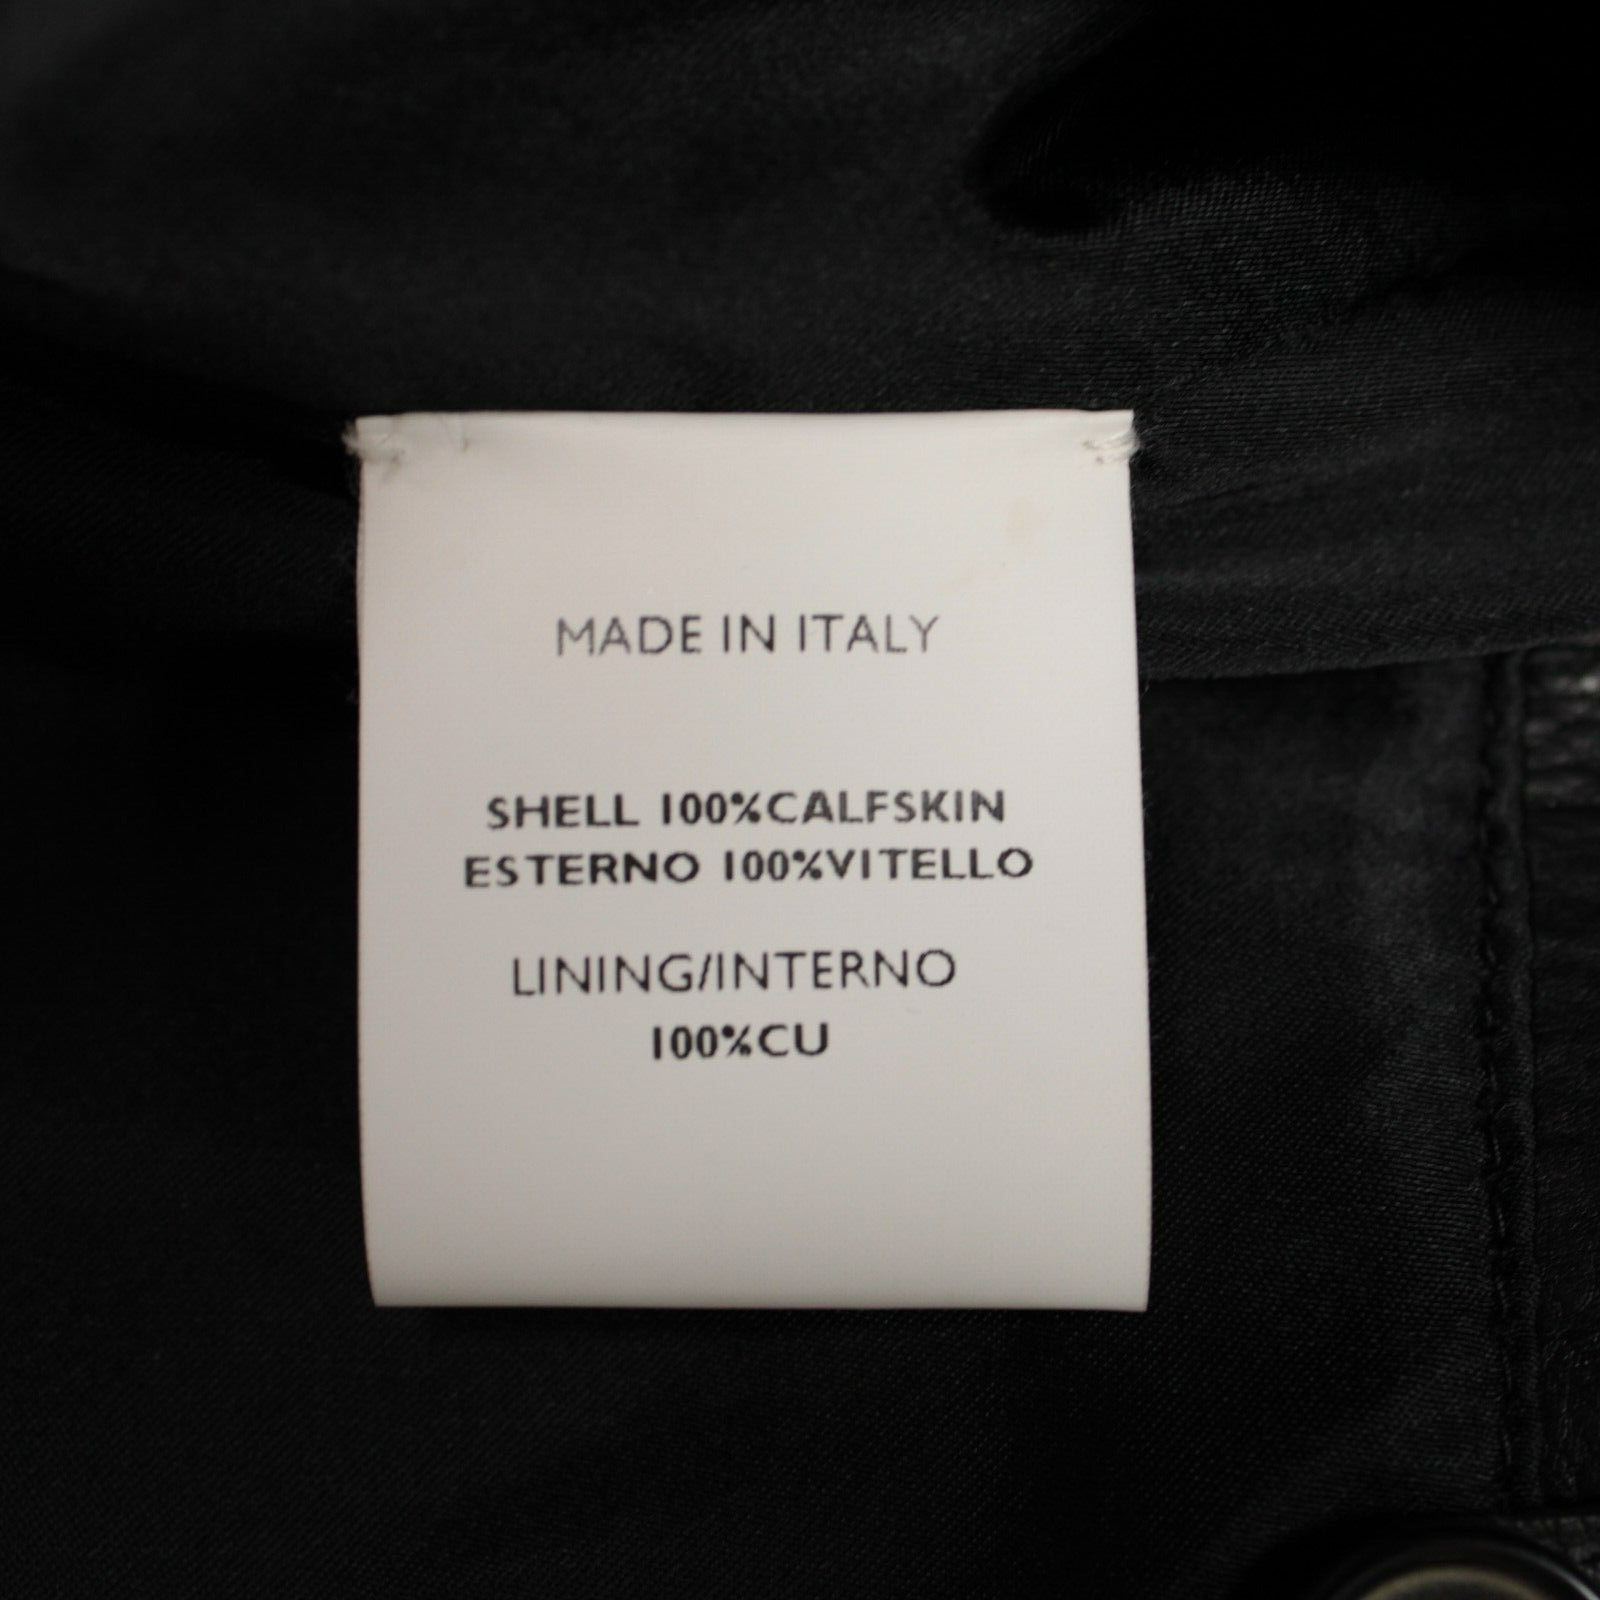 MADE IN ITALY
SHELL 100%CALFSKIN
ESTERNO 100%VITELLO
LINING/INTERNO
100%CU